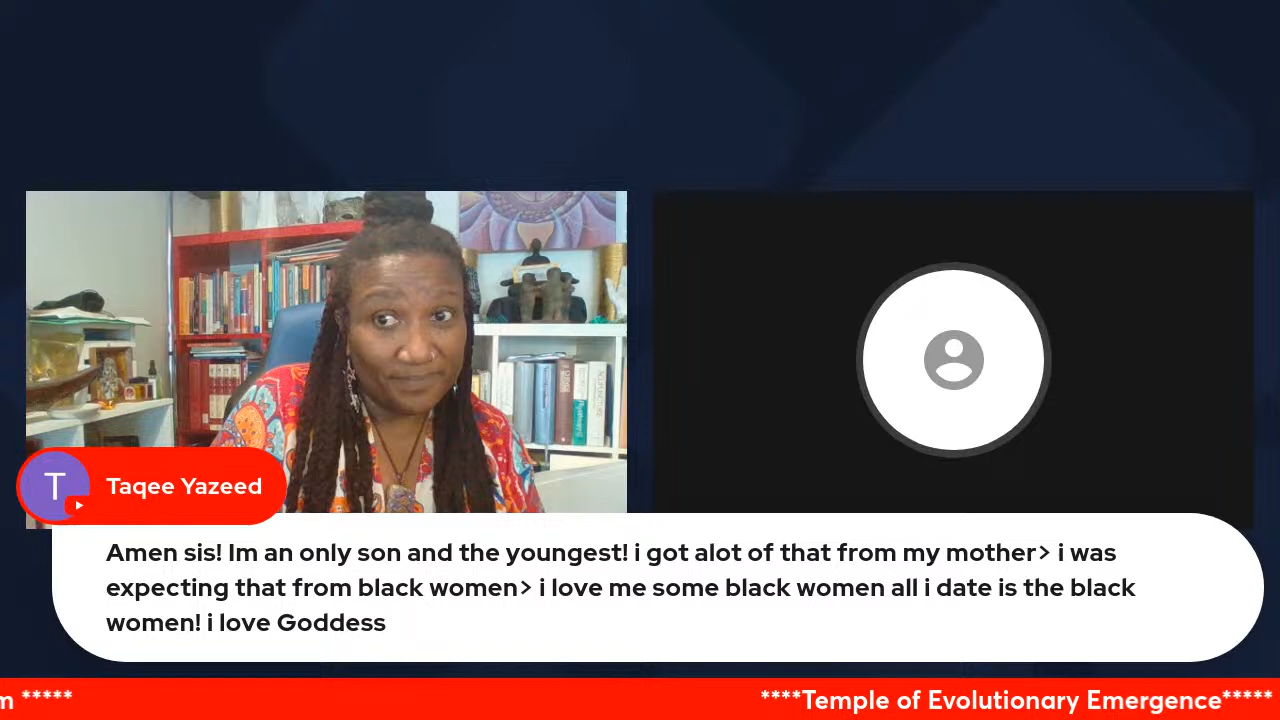 T
Taqee Yazeed
Amen sis! Im an only son and the youngest! i got alot of that from my mother> i was
expecting that from black women> i love me some black women all i date is the black
women! i love Goddess
m ***** ****Temple of Evolutionary Emergence*****